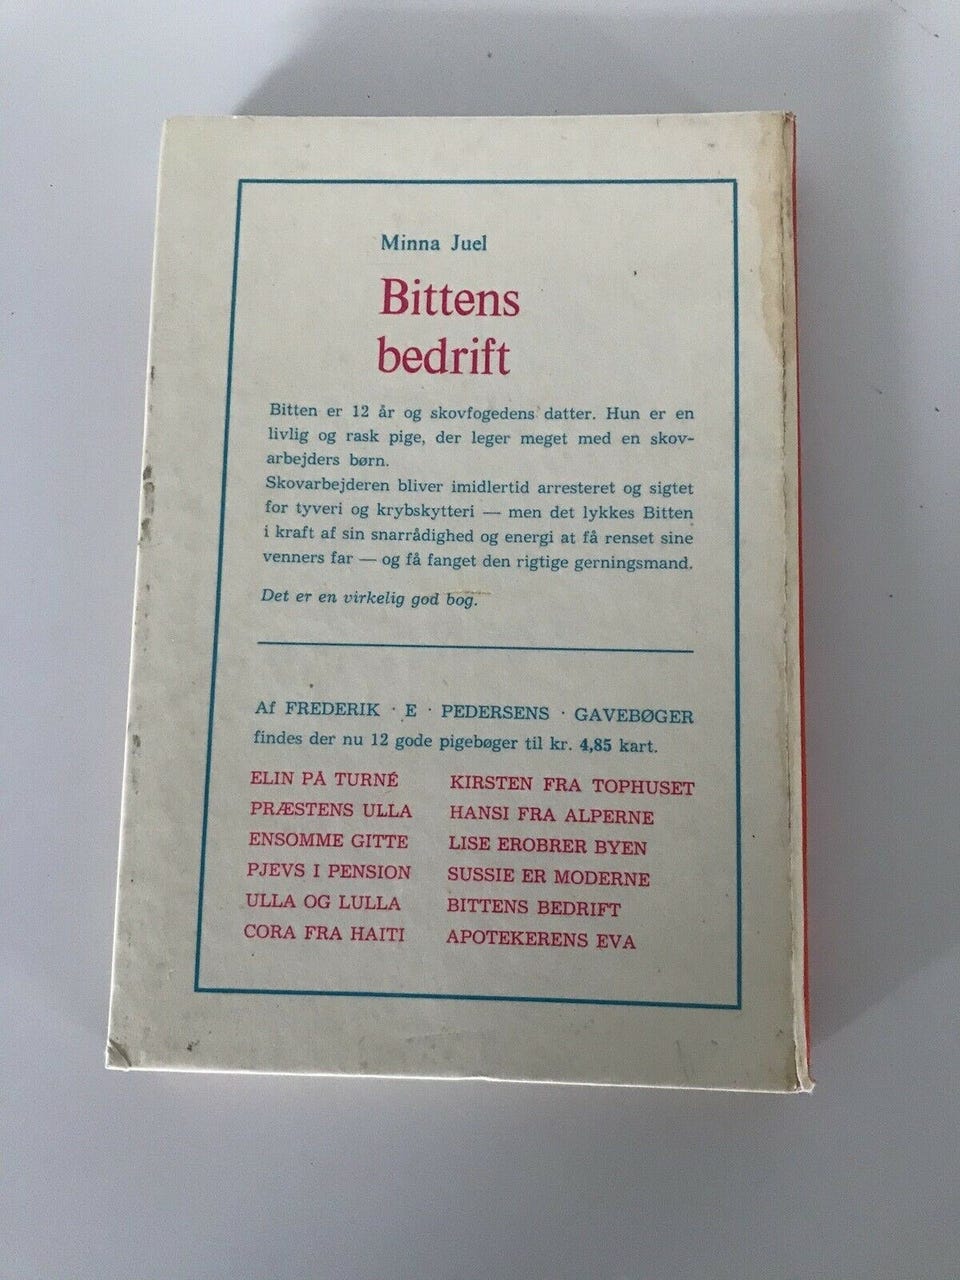 Minna Juel
Bittens
bedrift
Bitten er 12 år og skovfogedens datter. Hun er en
livlig og rask pige, der leger meget med en skov-
arbejders børn.
Skovarbejderen bliver imidlertid arresteret og sigtet
for tyveri og krybskytteri — men det lykkes Bitten
i kraft af sin snarrådighed og energi at få renset sine
venners far — og få fanget den rigtige gerningsmand.
Det er en virkelig god bog.
Af FREDERIK · E · PEDERSENS · GAVEBØGER
findes der nu 12 gode pigebøger til kr. 4,85 kart.
ELIN PÅ TURNÉ
PRÆSTENS ULLA
ENSOMME GITTE
PJEVS I PENSION
ULLA OG LULLA
CORA FRA HAITI
KIRSTEN FRA TOPHUSET
HANSI FRA ALPERNE
LISE EROBRER BYEN
SUSSIE ER MODERNE
BITTENS BEDRIFT
APOTEKERENS EVA